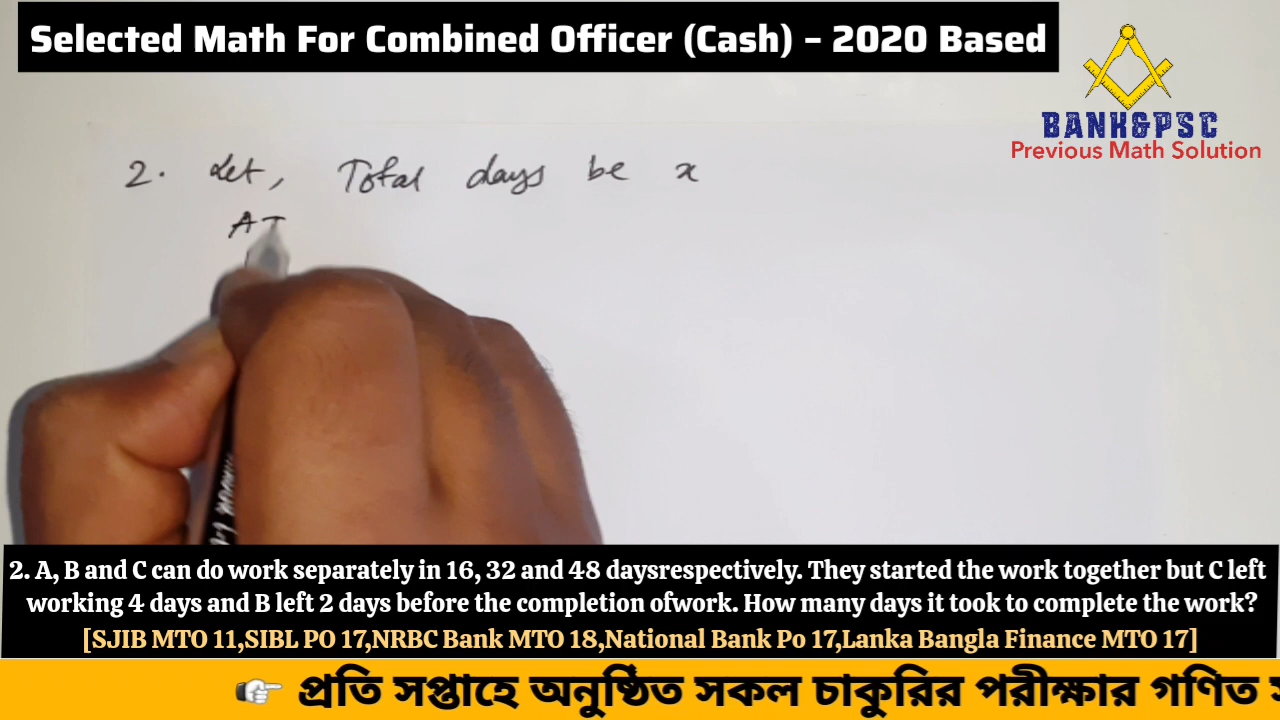 Selected Math For Combined Officer (Cash) – 2020 Based
BANK&PSC
Previous Math Solution
2. Let, Total days be x
AT
2. A, B and C can do work separately in 16, 32 and 48 daysrespectively. They started the work together but C left
working 4 days and B left 2 days before the completion ofwork. How many days it took to complete the work?
[SJIB MTO 11,SIBL PO 17,NRBC Bank MTO 18,National Bank Po 17,Lanka Bangla Finance MTO 17]
প্রতি সপ্তাহে অনুষ্ঠিত সকল চাকুরির পরীক্ষার গণিত